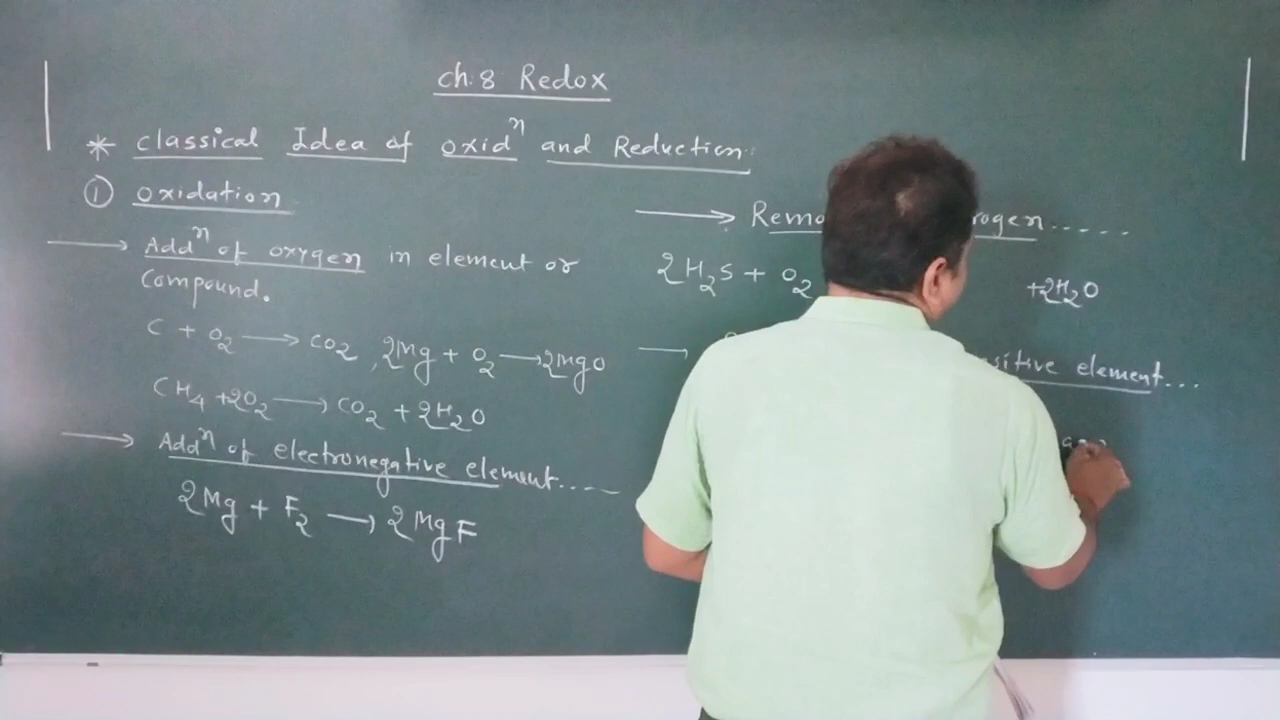 ch.8 Redox
* classical Idea of oxidⁿ and Reduction:
① oxidation
⟶ Addⁿ of oxygen in element or
compound.
C + O₂ ⟶ CO₂, 2Mg + O₂ ⟶ 2MgO
CH₄ + 2O₂ ⟶ CO₂ + 2H₂O
⟶ Addⁿ of electronegative element.....
2Mg + F₂ ⟶ 2MgF
⟶
2H₂S + O₂ +2H₂O
⟶ element...